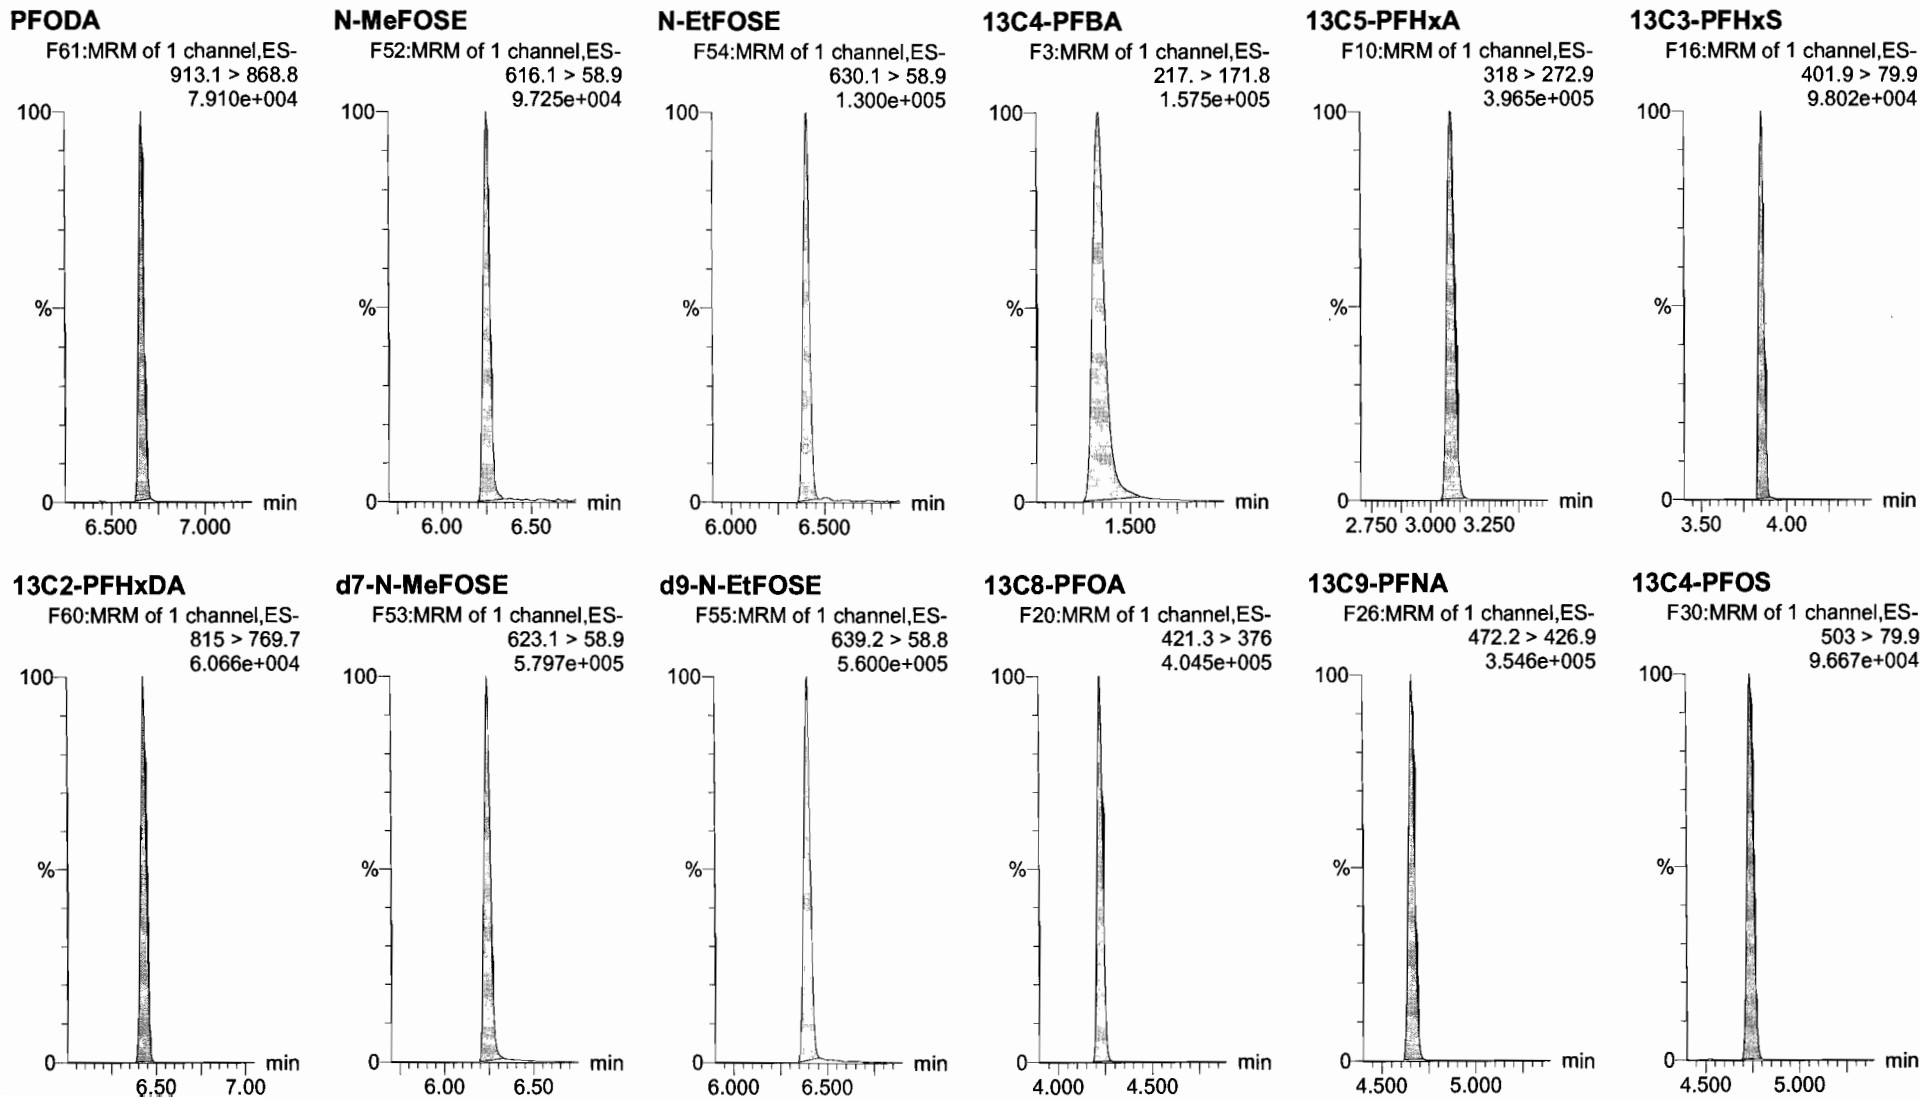 PFODA
F61:MRM of 1 channel,ES-
913.1 > 868.8
7.910e+004
100
%
0
min
6.500 7.000
N-MeFOSE
F52:MRM of 1 channel,ES-
616.1 > 58.9
9.725e+004
100
%
0
min
6.00 6.50
N-EtFOSE
F54:MRM of 1 channel,ES-
630.1 > 58.9
1.300e+005
100
%
0
min
6.000 6.500
13C4-PFBA
F3:MRM of 1 channel,ES-
217. > 171.8
1.575e+005
100
%
0
min
1.500
13C5-PFHxA
F10:MRM of 1 channel,ES-
318 > 272.9
3.965e+005
100
%
0
min
2.750 3.000 3.250
13C3-PFHxS
F16:MRM of 1 channel,ES-
401.9 > 79.9
9.802e+004
100
%
0
min
3.50 4.00
13C2-PFHxDA
F60:MRM of 1 channel,ES-
815 > 769.7
6.066e+004
100
%
0
min
6.50 7.00
d7-N-MeFOSE
F53:MRM of 1 channel,ES-
623.1 > 58.9
5.797e+005
100
%
0
min
6.00 6.50
d9-N-EtFOSE
F55:MRM of 1 channel,ES-
639.2 > 58.8
5.600e+005
100
%
0
min
6.000 6.500
13C8-PFOA
F20:MRM of 1 channel,ES-
421.3 > 376
4.045e+005
100
%
0
min
4.000 4.500
13C9-PFNA
F26:MRM of 1 channel,ES-
472.2 > 426.9
3.546e+005
100
%
0
min
4.500 5.000
13C4-PFOS
F30:MRM of 1 channel,ES-
503 > 79.9
9.667e+004
100
%
0
min
4.500 5.000